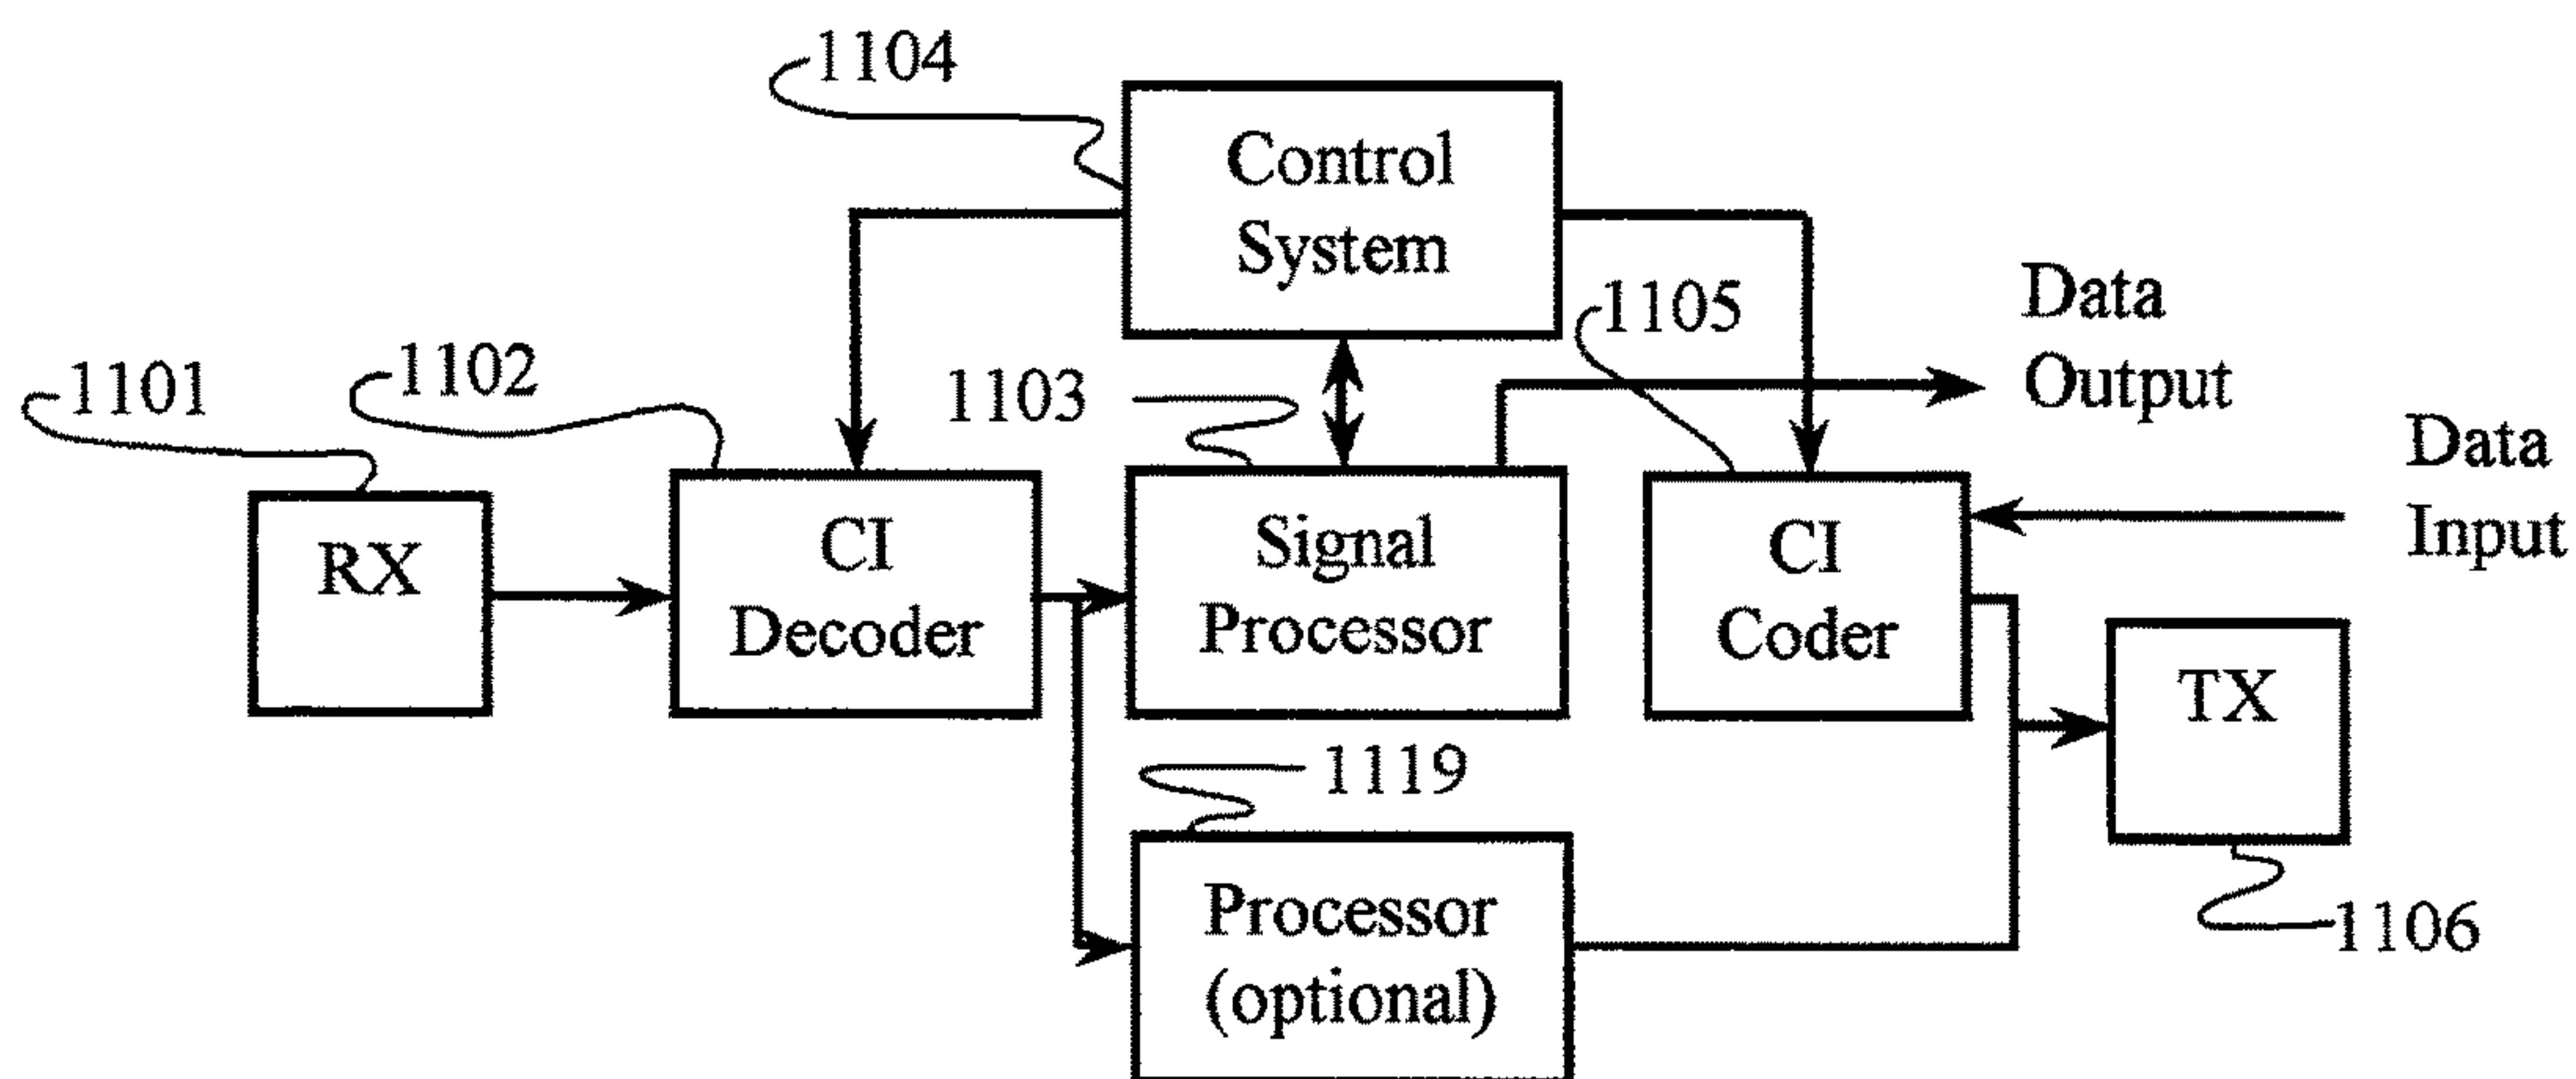 1104
Control
System
1105
Data
Output
1101
1102
1103
Data
Input
RX
CI
Decoder
Signal
Processor
CI
Coder
TX
1119
Processor
(optional)
1106